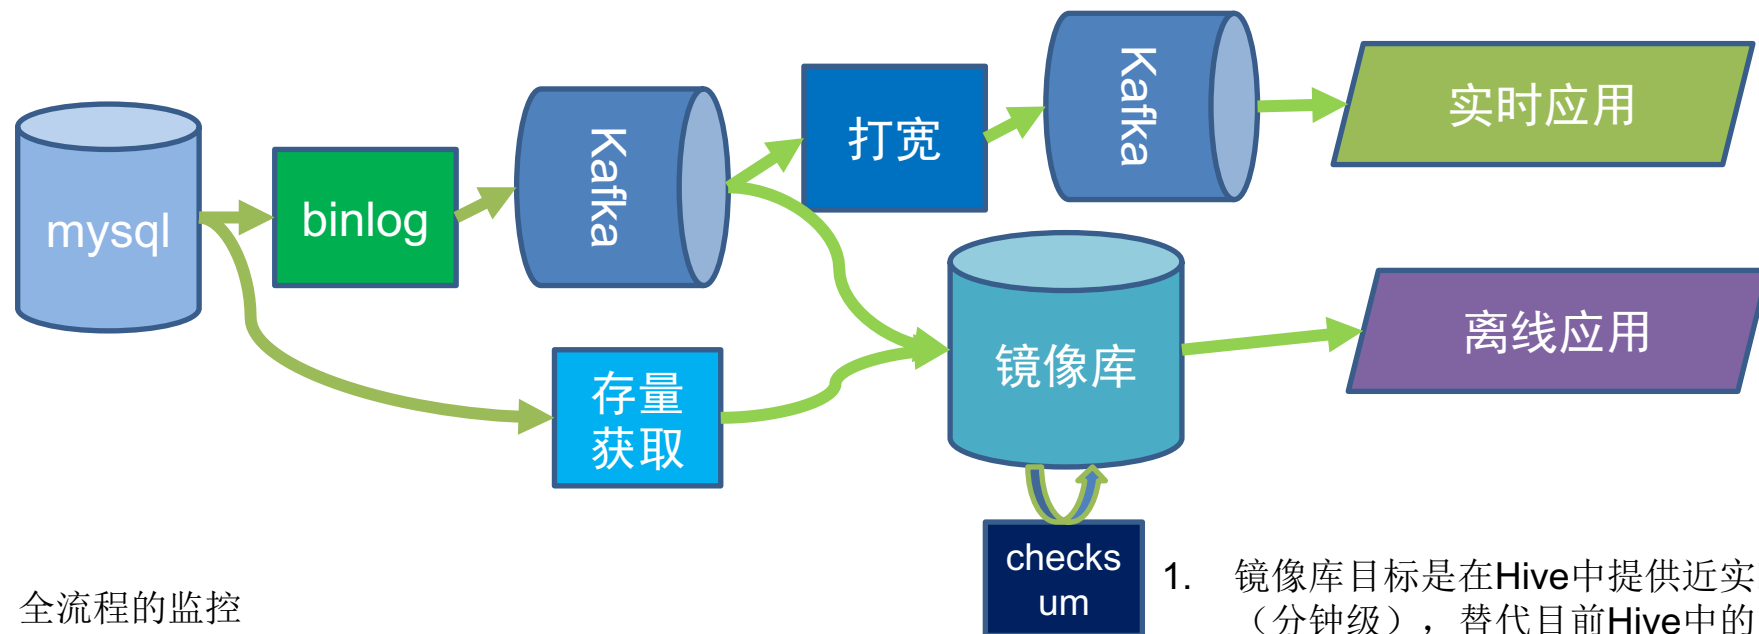 mysql
binlog
Kafka
打宽
Kafka
实时应用
存量
获取
镜像库
离线应用
checks
um
全流程的监控
1. 镜像库目标是在Hive中提供近实
（分钟级），替代目前Hive中的